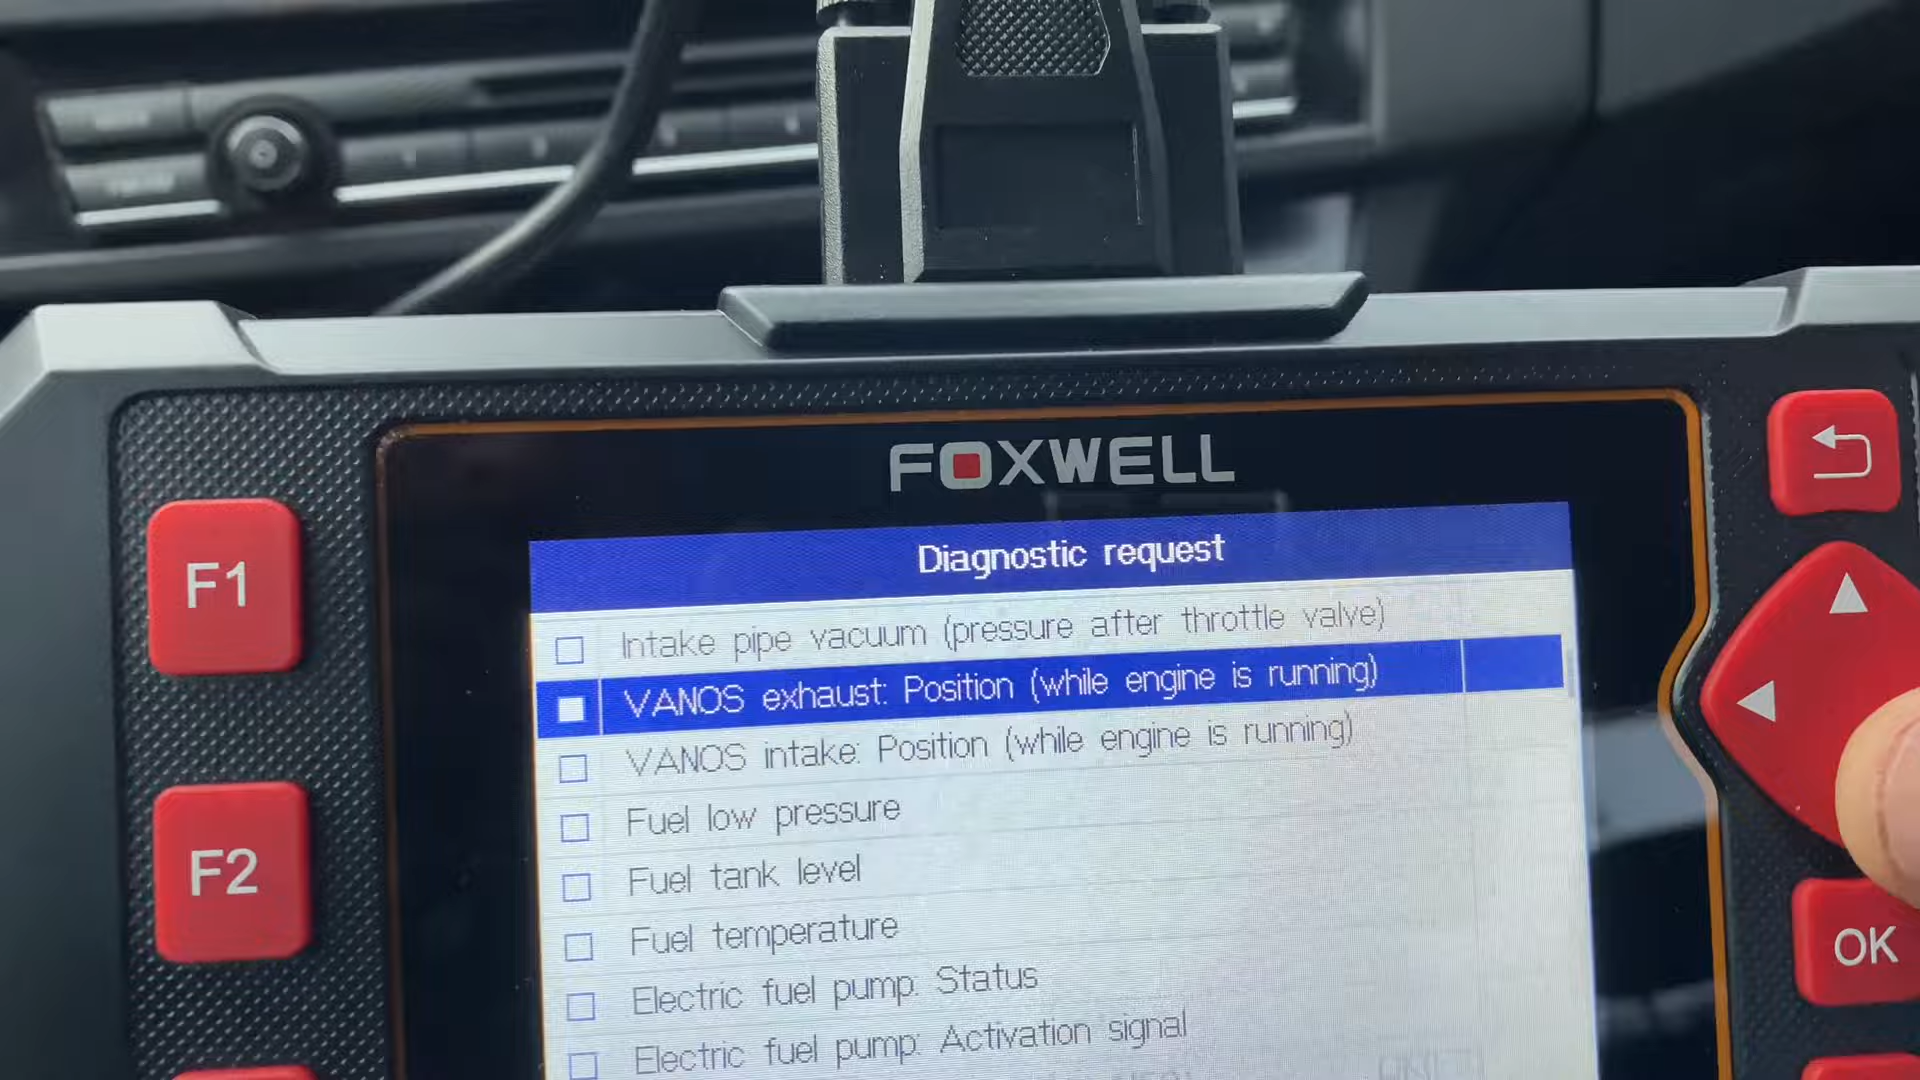 FOXWELL
F1
Diagnostic request
Intake pipe vacuum (pressure after throttle valve)
VANOS exhaust: Position (while engine is running)
VANOS intake: Position (while engine is running)
Fuel low pressure
F2
Fuel tank level
Fuel temperature
OK
Electric fuel pump: Status
Electric fuel pump: Activation signal